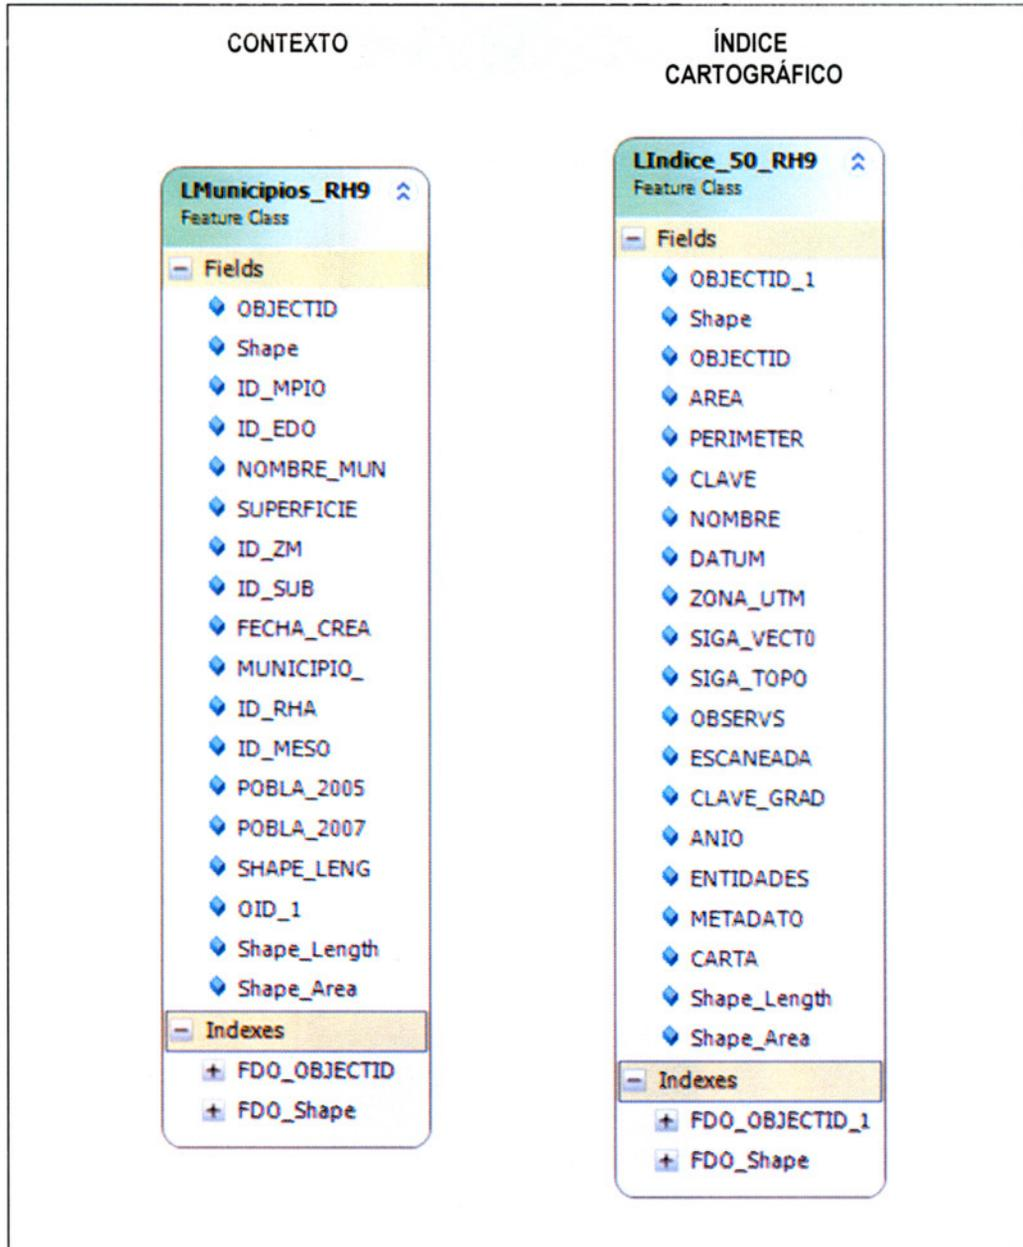 CONTEXTO
LMunicipios_RH9
Feature Class
Fields
OBJECTID
Shape
ID_MPIO
ID_EDO
NOMBRE_MUN
SUPERFICIE
ID_ZM
ID_SUB
FECHA_CREA
MUNICIPIO_
ID_RHA
ID_MESO
POBLA_2005
POBLA_2007
SHAPE_LENG
OID_1
Shape_Length
Shape_Area
Indexes
FDO_OBJECTID
FDO_Shape
ÍNDICE
CARTOGRÁFICO
LIndice_50_RH9
Feature Class
Fields
OBJECTID_1
Shape
OBJECTID
AREA
PERIMETER
CLAVE
NOMBRE
DATUM
ZONA_UTM
SIGA_VECT0
SIGA_TOPO
OBSERVS
ESCANEADA
CLAVE_GRAD
ANIO
ENTIDADES
METADATO
CARTA
Shape_Length
Shape_Area
Indexes
FDO_OBJECTID_1
FDO_Shape